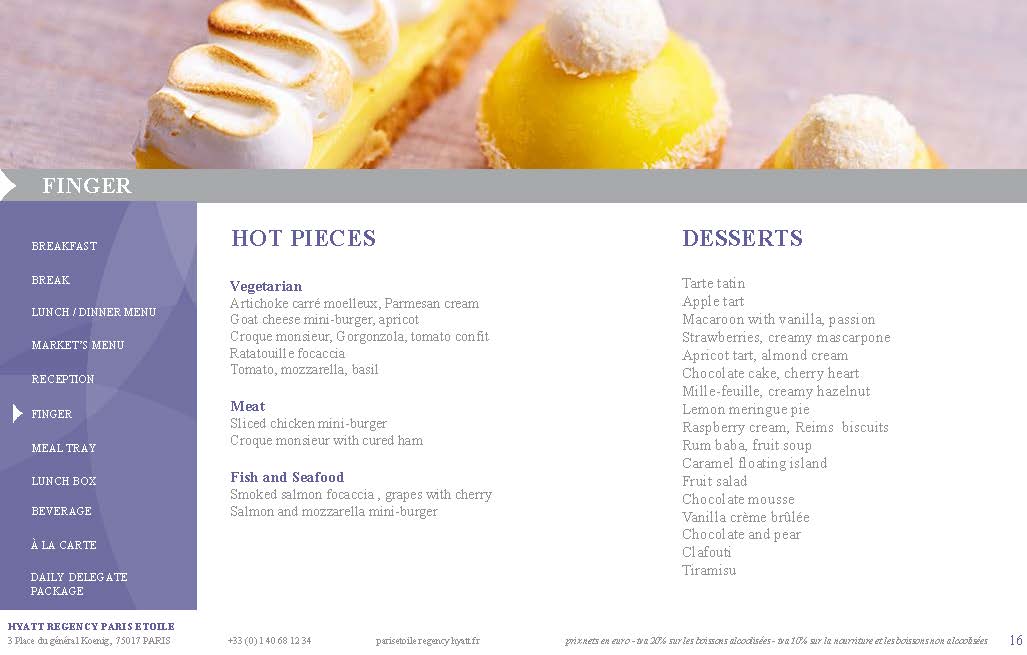 FINGER
BREAKFAST
BREAK
LUNCH / DINNER MENU
MARKET'S MENU
RECEPTION
FINGER
MEAL TRAY
LUNCH BOX
BEVERAGE
À LA CARTE
DAILY DELEGATE
PACKAGE
HOT PIECES
Vegetarian
Artichoke carré moelleux, Parmesan cream
Goat cheese mini-burger, apricot
Croque monsieur, Gorgonzola, tomato confit
Ratatouille focaccia
Tomato, mozzarella, basil
Meat
Sliced chicken mini-burger
Croque monsieur with cured ham
Fish and Seafood
Smoked salmon focaccia , grapes with cherry
Salmon and mozzarella mini-burger
DESSERTS
Tarte tatin
Apple tart
Macaroon with vanilla, passion
Strawberries, creamy mascarpone
Apricot tart, almond cream
Chocolate cake, cherry heart
Mille-feuille, creamy hazelnut
Lemon meringue pie
Raspberry cream, Reims biscuits
Rum baba, fruit soup
Caramel floating island
Fruit salad
Chocolate mousse
Vanilla crème brûlée
Chocolate and pear
Clafouti
Tiramisu
HYATT REGENCY PARIS ETOILE
3 Place du général Koenig, 75017 PARIS
+33 (0) 1 40 68 12 34
parisetoile.regency.hyatt.fr
prix nets en euro - tva 20% sur les boissons alcoolisées - tva 10% sur la nourriture et les boissons non alcoolisées
16